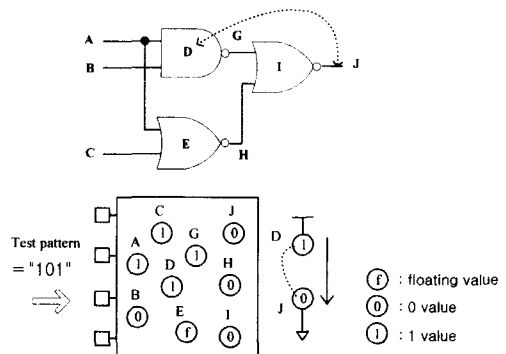 A
B
C
D
E
G
H
I
J
Test pattern
= "101"
C
1
J
0
G
1
A
1
D
1
H
0
B
0
E
f
I
0
D
1
J
0
f : floating value
0 : 0 value
1 : 1 value